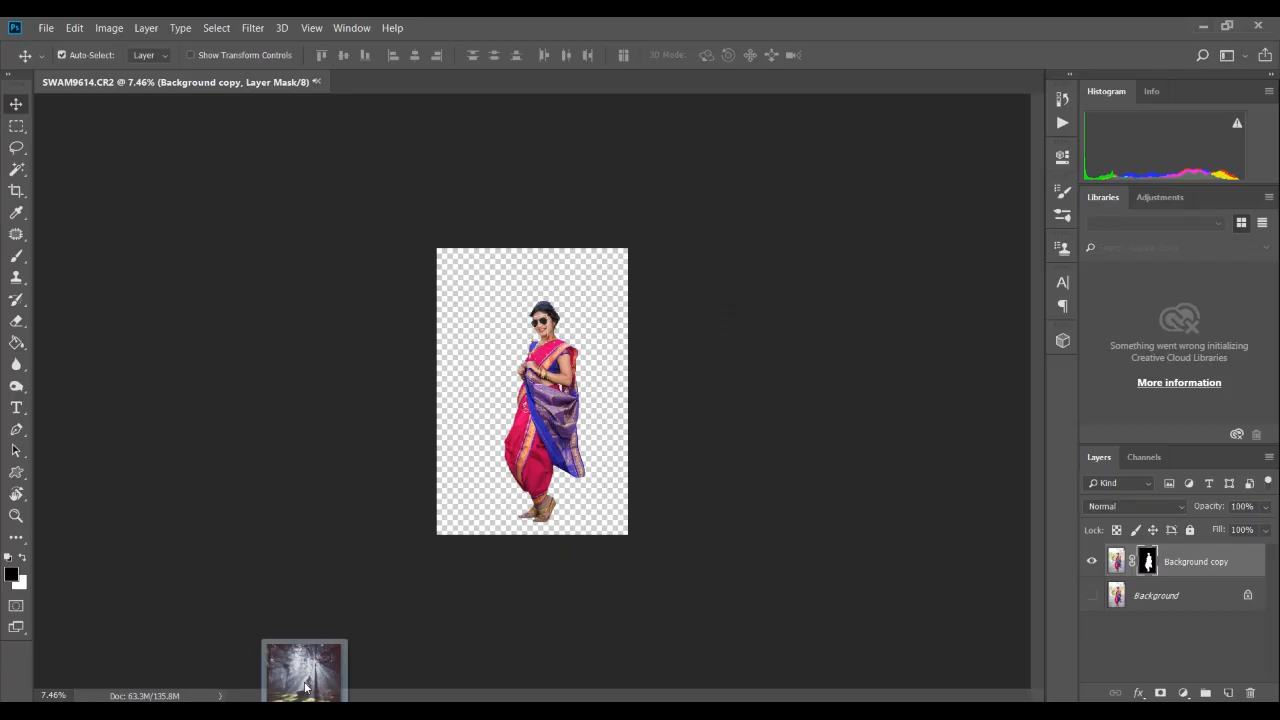 Ps File Edit Image Layer Type Select Filter 3D View Window Help
Auto-Select: Layer Show Transform Controls 3D Mode:
SWAM9614.CR2 @ 7.46% (Background copy, Layer Mask/8) *
Histogram Info
Libraries Adjustments
Something went wrong initializing
Creative Cloud Libraries
More information
Layers Channels
Kind
Normal Opacity: 100%
Lock: Fill: 100%
Background copy
Background
7.46% Doc: 63.3M/135.8M